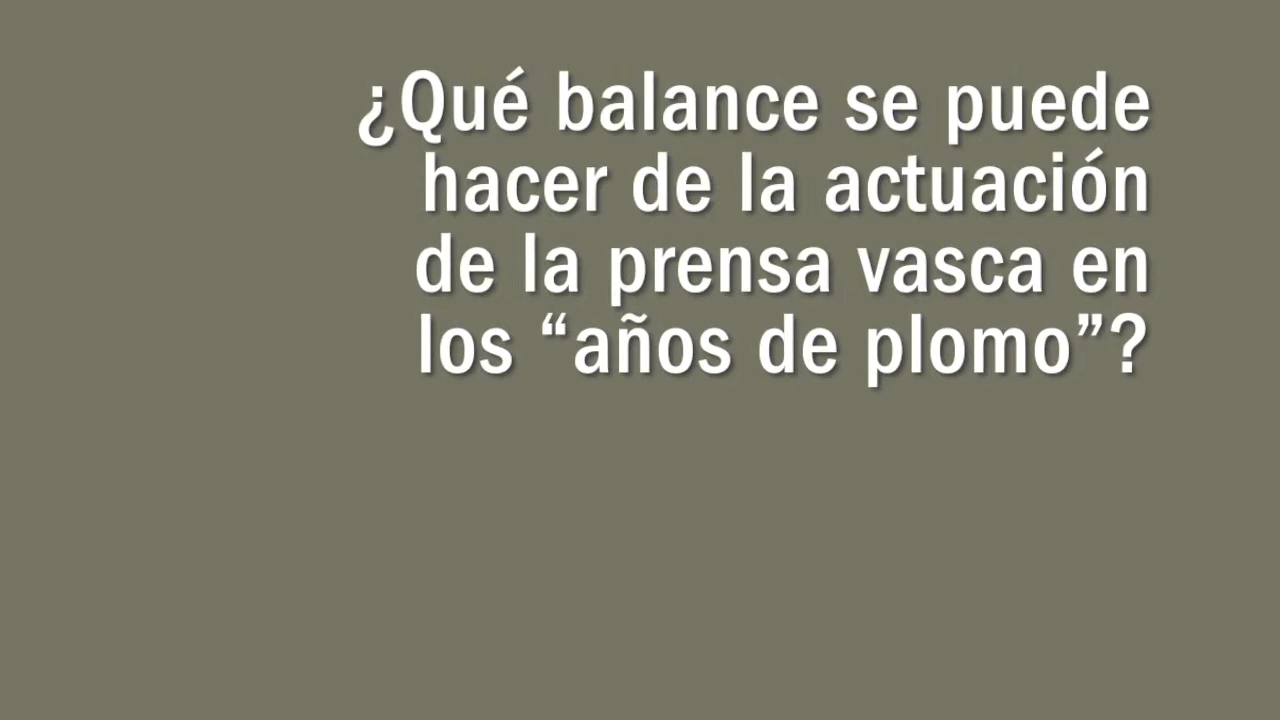 ¿Qué balance se puede
hacer de la actuación
de la prensa vasca en
los “años de plomo”?